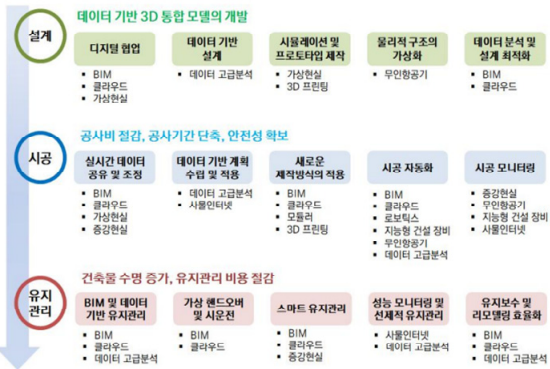 데이터 기반 3D 통합 모델의 개발
설계
디지털 협업
BIM
클라우드
가상현실
데이터 기반
설계
데이터 고급분석
시뮬레이션 및
프로토타입 제작
가상현실
3D 프린팅
물리적 구조의
가상화
무인항공기
데이터 분석 및
설계 최적화
BIM
클라우드
공사비 절감, 공사기간 단축, 안전성 확보
시공
실시간 데이터
공유 및 조정
BIM
클라우드
가상현실
증강현실
데이터 기반 계획
수립 및 적용
데이터 고급분석
사물인터넷
새로운
제작방식의 적용
BIM
클라우드
모듈러
3D 프린팅
시공 자동화
BIM
클라우드
로보틱스
지능형 건설 장비
무인항공기
데이터 고급분석
시공 모니터링
증강현실
무인항공기
지능형 건설 장비
사물인터넷
건축물 수명 증가, 유지관리 비용 절감
유지
관리
BIM 및 데이터
기반 유지관리
BIM
클라우드
데이터 고급분석
가상 핸드오버
및 시운전
BIM
클라우드
스마트 유지관리
BIM
클라우드
증강현실
성능 모니터링 및
선제적 유지관리
사물인터넷
데이터 고급분석
유지보수 및
리모델링 효율화
BIM
클라우드
데이터 고급분석